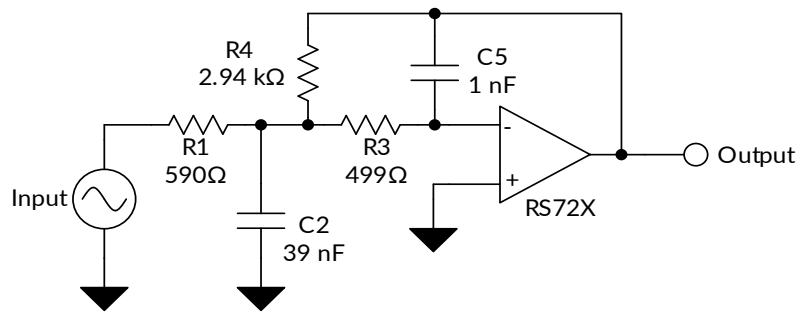 R4
2.94 kΩ
C5
1 nF
R1
590Ω
R3
499Ω
-
+
Input
Output
RS72X
C2
39 nF